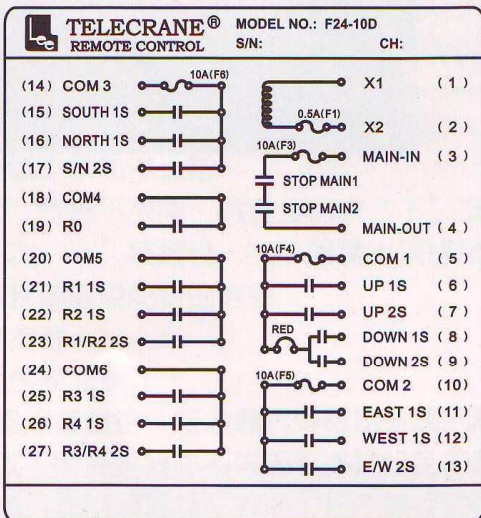 Lee
TELECRANE®
REMOTE CONTROL
MODEL NO.: F24-10D
S/N: CH:
(14) COM 3
10A(F6)
(15) SOUTH 1S
(16) NORTH 1S
(17) S/N 2S
(18) COM4
(19) R0
(20) COM5
(21) R1 1S
(22) R2 1S
(23) R1/R2 2S
(24) COM6
(25) R3 1S
(26) R4 1S
(27) R3/R4 2S
X1 (1)
0.5A(F1)
X2 (2)
10A(F3)
MAIN-IN (3)
STOP MAIN1
STOP MAIN2
MAIN-OUT (4)
10A(F4)
COM 1 (5)
UP 1S (6)
UP 2S (7)
RED
DOWN 1S (8)
DOWN 2S (9)
10A(F5)
COM 2 (10)
EAST 1S (11)
WEST 1S (12)
E/W 2S (13)